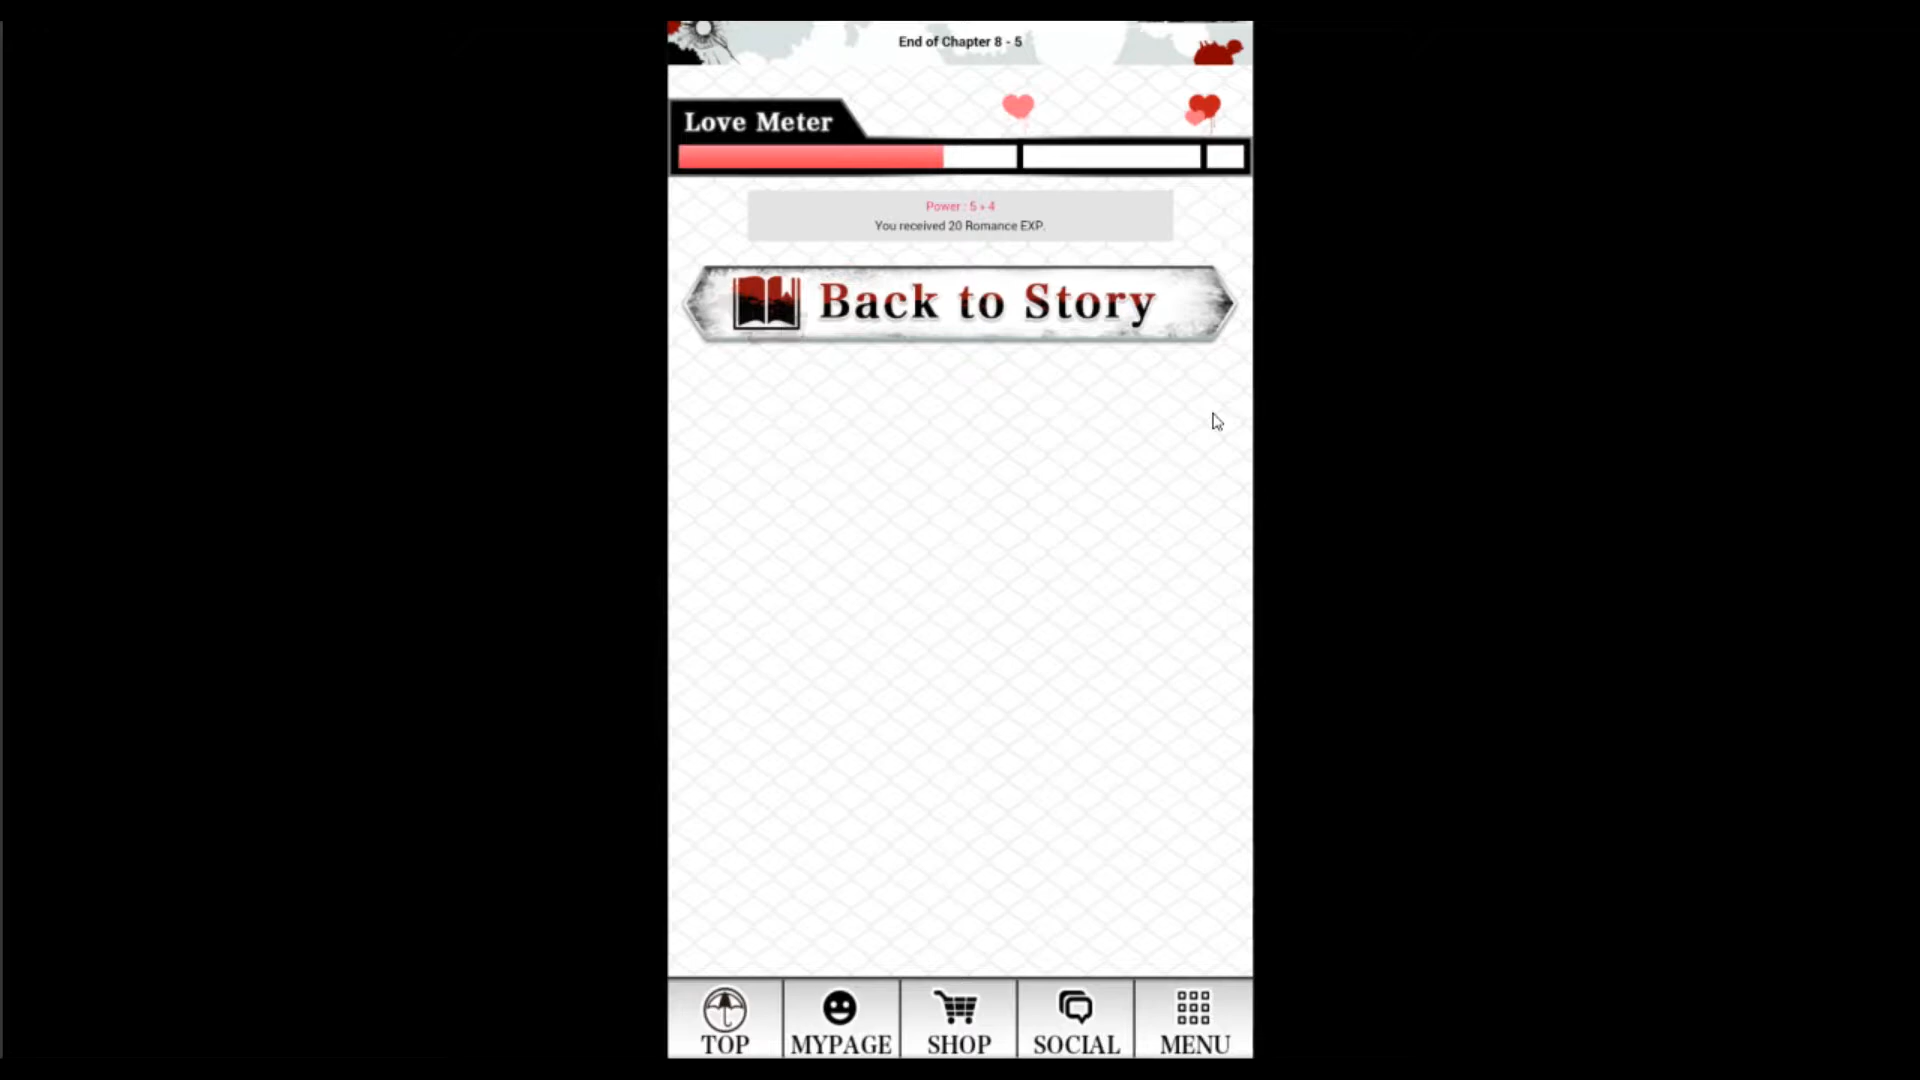 End of Chapter 8 - 5
Love Meter
Power : 5 » 4
You received 20 Romance EXP.
Back to Story
TOP
MYPAGE
SHOP
SOCIAL
MENU